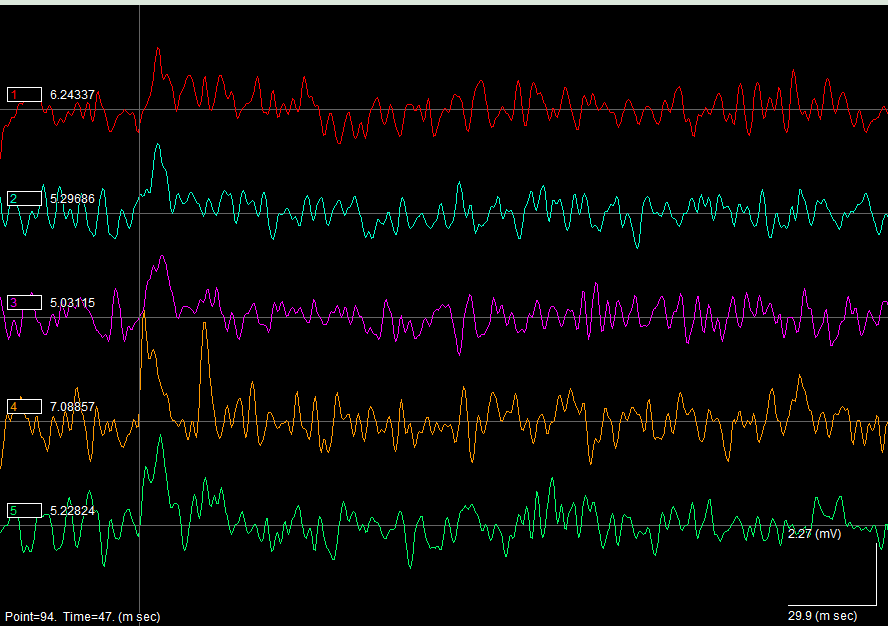 1 6.24337
2 5.29686
3 5.03115
4 7.08857
5 5.22824
2.27 (mV)
Point=94. Time=47. (m sec)
29.9 (m sec)